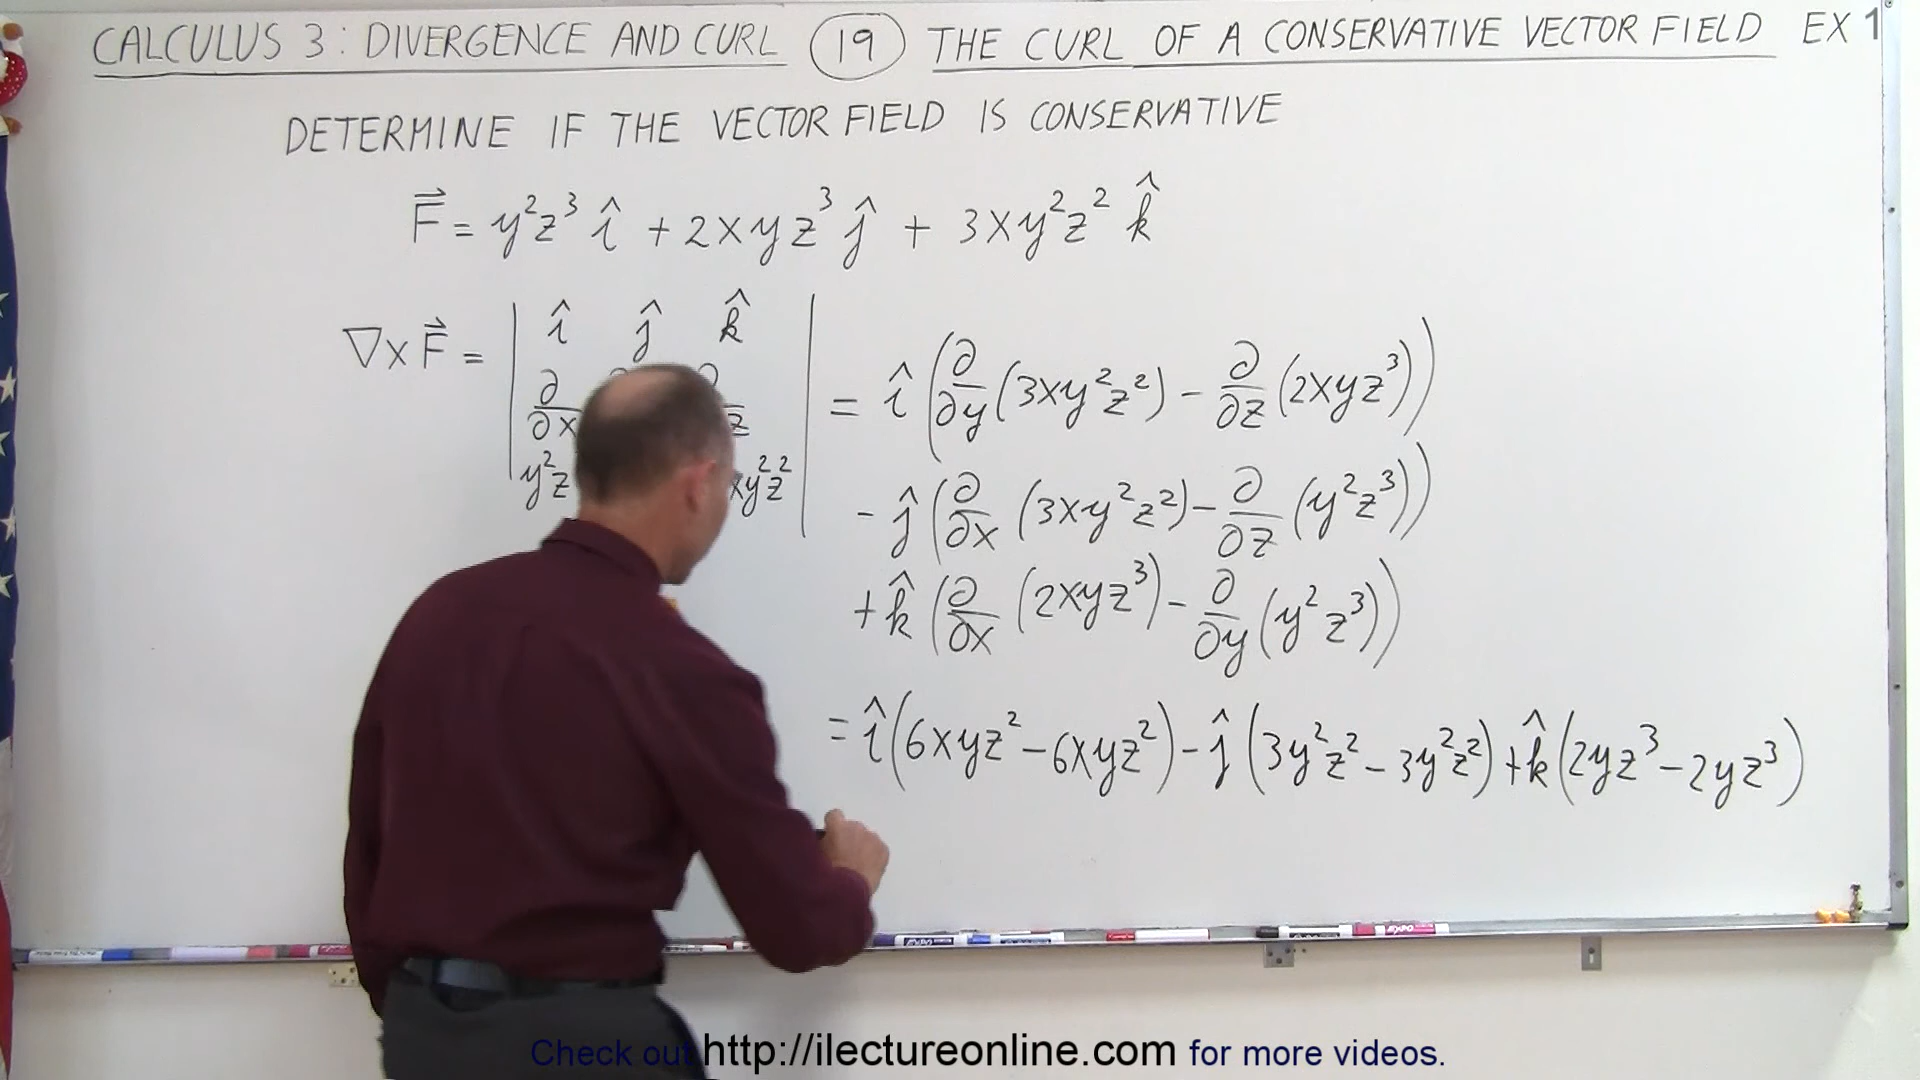 CALCULUS 3: DIVERGENCE AND CURL (19) THE CURL OF A CONSERVATIVE VECTOR FIELD EX 1
DETERMINE IF THE VECTOR FIELD IS CONSERVATIVE
F⃗ = y²z³ î + 2xyz³ ĵ + 3xy²z² k̂
∇×F⃗ = | î ĵ k̂ |
∂/∂x
y²z
xy²z²
= î (∂/∂y (3xy²z²) − ∂/∂z (2xyz³))
− ĵ (∂/∂x (3xy²z²) − ∂/∂z (y²z³))
+ k̂ (∂/∂x (2xyz³) − ∂/∂y (y²z³))
= î (6xyz² − 6xyz²) − ĵ (3y²z² − 3y²z²) + k̂ (2yz³ − 2yz³)
Check out http://ilectureonline.com for more videos.